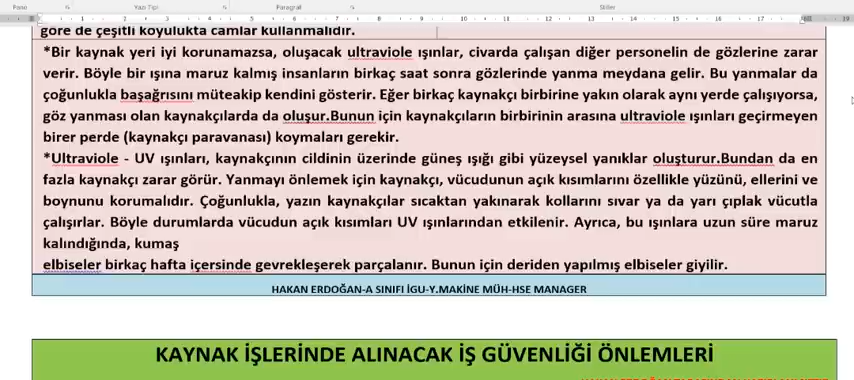 Pano Yazı Tipi Paragraf Stiller
göre de çeşitli koyulukta camlar kullanmalıdır.
*Bir kaynak yeri iyi korunamazsa, oluşacak ultraviole ışınlar, civarda çalışan diğer personelin de gözlerine zarar
verir. Böyle bir ışına maruz kalmış insanların birkaç saat sonra gözlerinde yanma meydana gelir. Bu yanmalar da
çoğunlukla başağrısını müteakip kendini gösterir. Eğer birkaç kaynakçı birbirine yakın olarak aynı yerde çalışıyorsa,
göz yanması olan kaynakçılarda da oluşur.Bunun için kaynakçıların birbirinin arasına ultraviole ışınları geçirmeyen
birer perde (kaynakçı paravanası) koymaları gerekir.
*Ultraviole - UV ışınları, kaynakçının cildinin üzerinde güneş ışığı gibi yüzeysel yanıklar oluşturur.Bundan da en
fazla kaynakçı zarar görür. Yanmayı önlemek için kaynakçı, vücudunun açık kısımlarını özellikle yüzünü, ellerini ve
boynunu korumalıdır. Çoğunlukla, yazın kaynakçılar sıcaktan yakınarak kollarını sıvar ya da yarı çıplak vücutla
çalışırlar. Böyle durumlarda vücudun açık kısımları UV ışınlarından etkilenir. Ayrıca, bu ışınlara uzun süre maruz
kalındığında, kumaş
elbiseler birkaç hafta içersinde gevrekleşerek parçalanır. Bunun için deriden yapılmış elbiseler giyilir.
HAKAN ERDOĞAN-A SINIFI İGU-Y.MAKİNE MÜH-HSE MANAGER
KAYNAK İŞLERİNDE ALINACAK İŞ GÜVENLİĞİ ÖNLEMLERİ